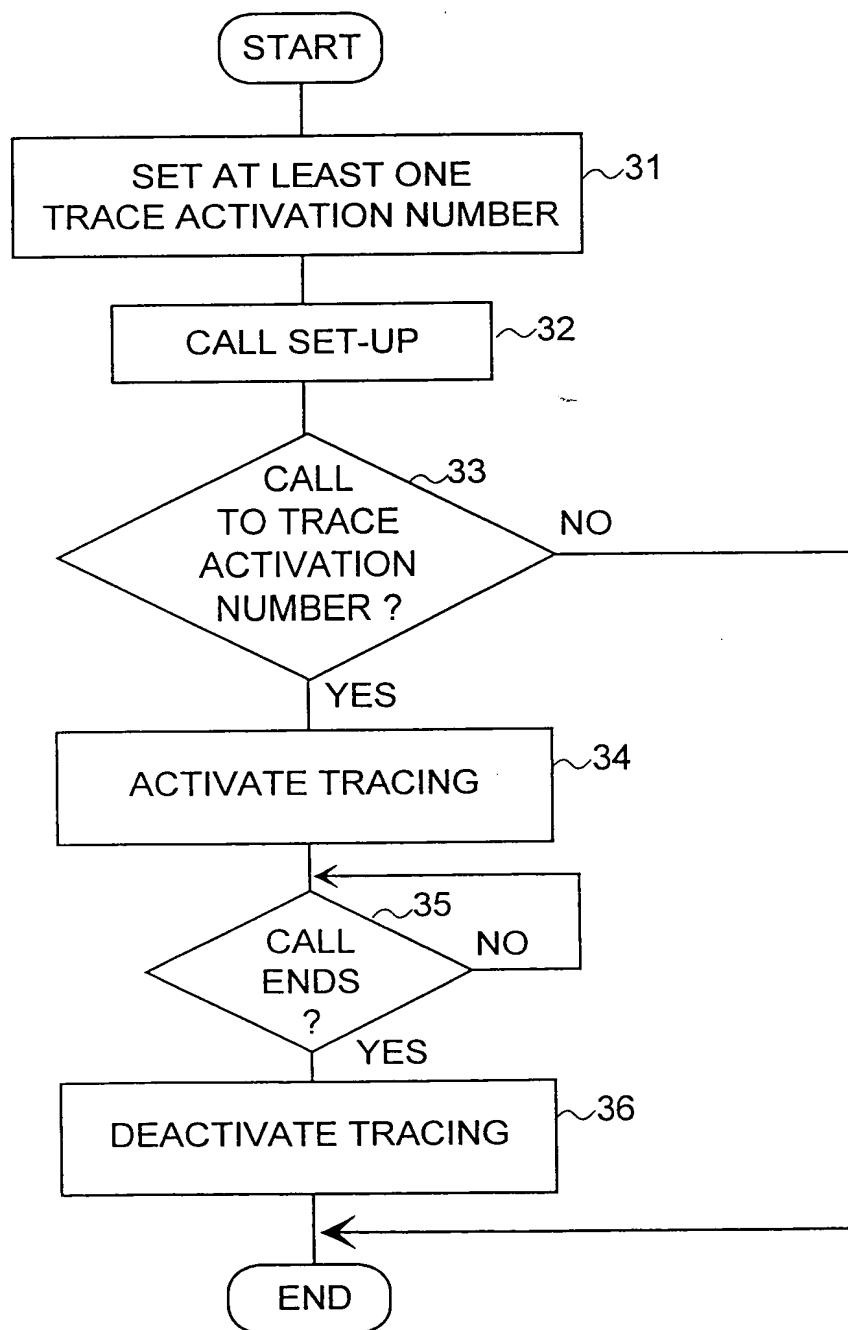 START
SET AT LEAST ONE
TRACE ACTIVATION NUMBER
31
CALL SET-UP
32
33
CALL
TO TRACE
ACTIVATION
NUMBER ?
NO
YES
ACTIVATE TRACING
34
35
CALL
ENDS
?
NO
YES
DEACTIVATE TRACING
36
END